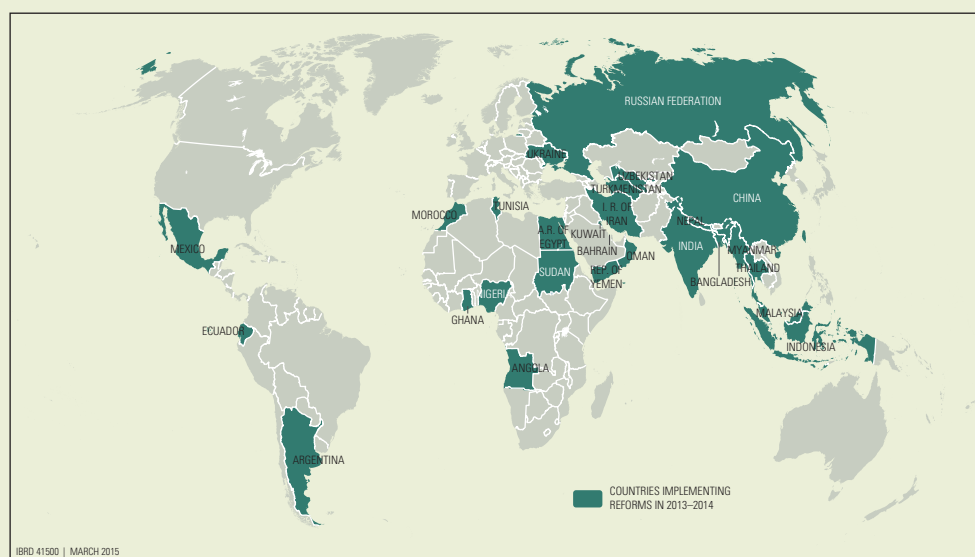 RUSSIAN FEDERATION
UKRAINE
UZBEKISTAN
TURKMENISTAN
CHINA
TUNISIA
MOROCCO
I. R. OF
IRAN
NEPAL
A.R. OF
EGYPT
KUWAIT
BAHRAIN
OMAN
INDIA
MYANMAR
MEXICO
SUDAN
REP. OF
YEMEN
THAILAND
BANGLADESH
NIGERIA
GHANA
MALAYSIA
ECUADOR
INDONESIA
ANGOLA
ARGENTINA
COUNTRIES IMPLEMENTING
REFORMS IN 2013–2014
IBRD 41500 | MARCH 2015